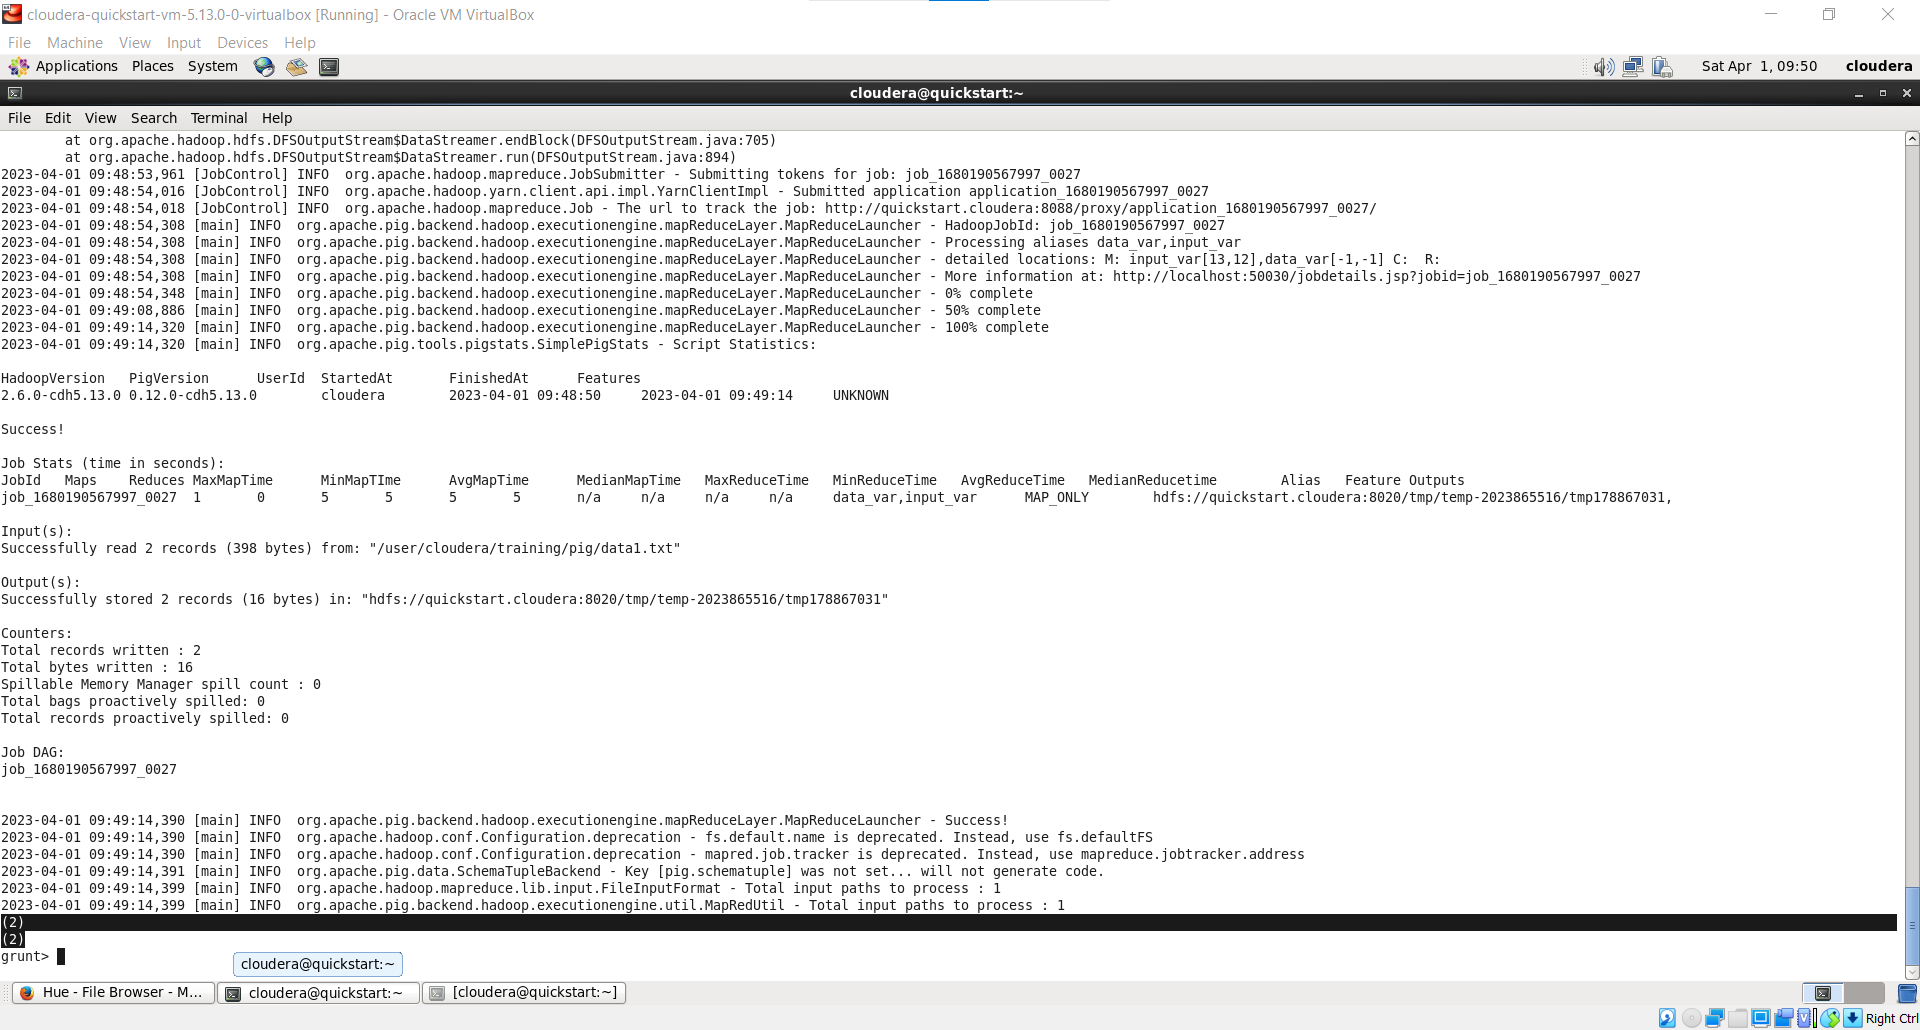 cloudera-quickstart-vm-5.13.0-0-virtualbox [Running] - Oracle VM VirtualBox
File Machine View Input Devices Help
Applications Places System Sat Apr 1, 09:50 cloudera
cloudera@quickstart:~
File Edit View Search Terminal Help
at org.apache.hadoop.hdfs.DFSOutputStream$DataStreamer.endBlock(DFSOutputStream.java:705)
at org.apache.hadoop.hdfs.DFSOutputStream$DataStreamer.run(DFSOutputStream.java:894)
2023-04-01 09:48:53,961 [JobControl] INFO org.apache.hadoop.mapreduce.JobSubmitter - Submitting tokens for job: job_1680190567997_0027
2023-04-01 09:48:54,016 [JobControl] INFO org.apache.hadoop.yarn.client.api.impl.YarnClientImpl - Submitted application application_1680190567997_0027
2023-04-01 09:48:54,018 [JobControl] INFO org.apache.hadoop.mapreduce.Job - The url to track the job: http://quickstart.cloudera:8088/proxy/application_1680190567997_0027/
2023-04-01 09:48:54,308 [main] INFO org.apache.pig.backend.hadoop.executionengine.mapReduceLayer.MapReduceLauncher - HadoopJobId: job_1680190567997_0027
2023-04-01 09:48:54,308 [main] INFO org.apache.pig.backend.hadoop.executionengine.mapReduceLayer.MapReduceLauncher - Processing aliases data_var,input_var
2023-04-01 09:48:54,308 [main] INFO org.apache.pig.backend.hadoop.executionengine.mapReduceLayer.MapReduceLauncher - detailed locations: M: input_var[13,12],data_var[-1,-1] C: R:
2023-04-01 09:48:54,308 [main] INFO org.apache.pig.backend.hadoop.executionengine.mapReduceLayer.MapReduceLauncher - More information at: http://localhost:50030/jobdetails.jsp?jobid=job_1680190567997_0027
2023-04-01 09:48:54,348 [main] INFO org.apache.pig.backend.hadoop.executionengine.mapReduceLayer.MapReduceLauncher - 0% complete
2023-04-01 09:49:08,886 [main] INFO org.apache.pig.backend.hadoop.executionengine.mapReduceLayer.MapReduceLauncher - 50% complete
2023-04-01 09:49:14,320 [main] INFO org.apache.pig.backend.hadoop.executionengine.mapReduceLayer.MapReduceLauncher - 100% complete
2023-04-01 09:49:14,320 [main] INFO org.apache.pig.tools.pigstats.SimplePigStats - Script Statistics:
HadoopVersion PigVersion UserId StartedAt FinishedAt Features
2.6.0-cdh5.13.0 0.12.0-cdh5.13.0 cloudera 2023-04-01 09:48:50 2023-04-01 09:49:14 UNKNOWN
Success!
Job Stats (time in seconds):
JobId Maps Reduces MaxMapTime MinMapTIme AvgMapTime MedianMapTime MaxReduceTime MinReduceTime AvgReduceTime MedianReducetime Alias Feature Outputs
job_1680190567997_0027 1 0 5 5 5 5 n/a n/a n/a n/a data_var,input_var MAP_ONLY hdfs://quickstart.cloudera:8020/tmp/temp-2023865516/tmp178867031,
Input(s):
Successfully read 2 records (398 bytes) from: "/user/cloudera/training/pig/data1.txt"
Output(s):
Successfully stored 2 records (16 bytes) in: "hdfs://quickstart.cloudera:8020/tmp/temp-2023865516/tmp178867031"
Counters:
Total records written : 2
Total bytes written : 16
Spillable Memory Manager spill count : 0
Total bags proactively spilled: 0
Total records proactively spilled: 0
Job DAG:
job_1680190567997_0027
2023-04-01 09:49:14,390 [main] INFO org.apache.pig.backend.hadoop.executionengine.mapReduceLayer.MapReduceLauncher - Success!
2023-04-01 09:49:14,390 [main] INFO org.apache.hadoop.conf.Configuration.deprecation - fs.default.name is deprecated. Instead, use fs.defaultFS
2023-04-01 09:49:14,390 [main] INFO org.apache.hadoop.conf.Configuration.deprecation - mapred.job.tracker is deprecated. Instead, use mapreduce.jobtracker.address
2023-04-01 09:49:14,391 [main] INFO org.apache.pig.data.SchemaTupleBackend - Key [pig.schematuple] was not set... will not generate code.
2023-04-01 09:49:14,399 [main] INFO org.apache.hadoop.mapreduce.lib.input.FileInputFormat - Total input paths to process : 1
2023-04-01 09:49:14,399 [main] INFO org.apache.pig.backend.hadoop.executionengine.util.MapRedUtil - Total input paths to process : 1
(2)
(2)
grunt>
cloudera@quickstart:~
Hue - File Browser - M... cloudera@quickstart:~ [cloudera@quickstart:~]
Right Ctrl